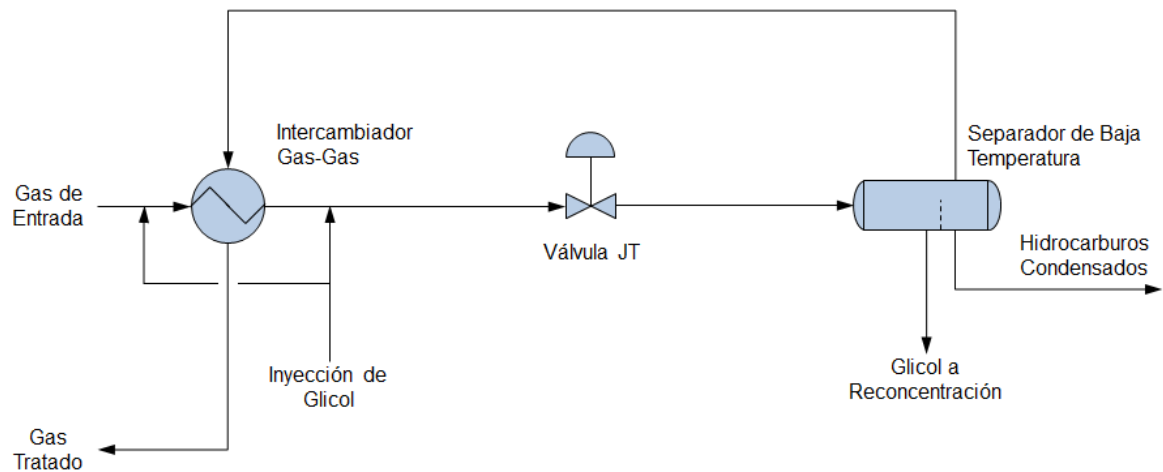 Intercambiador
Gas-Gas
Separador de Baja
Temperatura
Gas de
Entrada
Válvula JT
Hidrocarburos
Condensados
Inyección de
Glicol
Glicol a
Reconcentración
Gas
Tratado